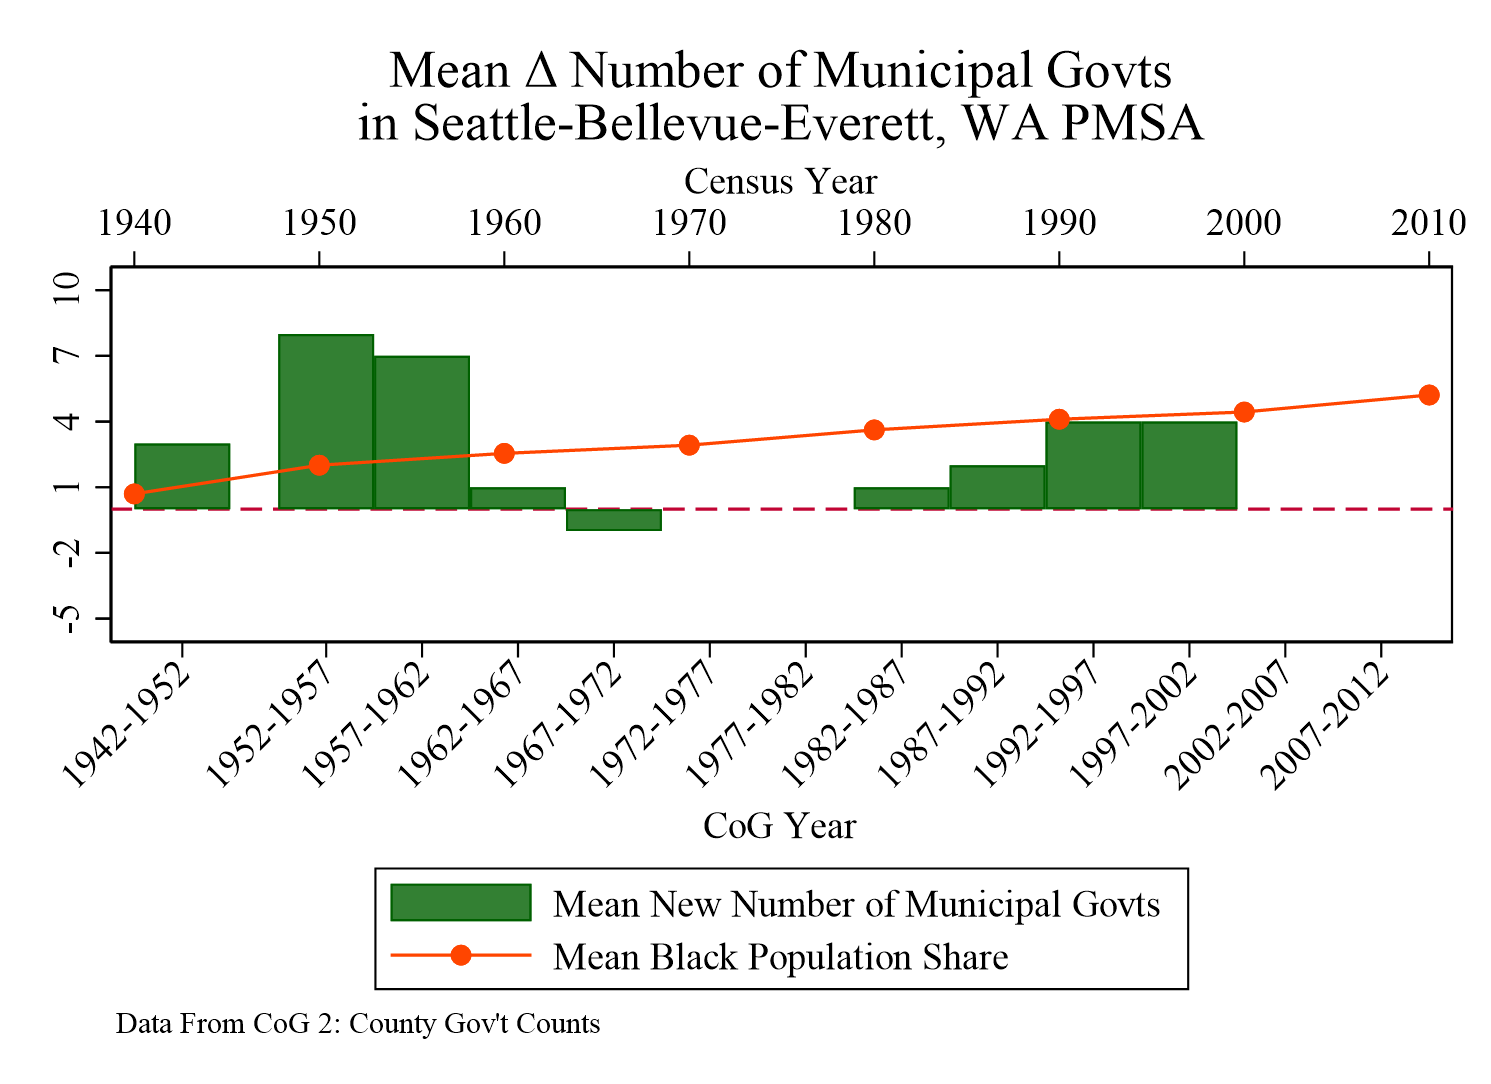 Mean Δ Number of Municipal Govts
in Seattle-Bellevue-Everett, WA PMSA
Census Year
1940 1950 1960 1970 1980 1990 2000 2010
10
7
4
1
-2
-5
1942-1952 1952-1957 1957-1962 1962-1967 1967-1972 1972-1977 1977-1982 1982-1987 1987-1992 1992-1997 1997-2002 2002-2007 2007-2012
CoG Year
Mean New Number of Municipal Govts
Mean Black Population Share
Data From CoG 2: County Gov't Counts